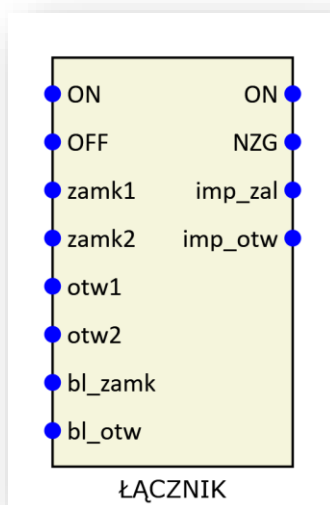 ON ON
OFF NZG
zamk1 imp_zal
zamk2 imp_otw
otw1
otw2
bl_zamk
bl_otw
ŁĄCZNIK